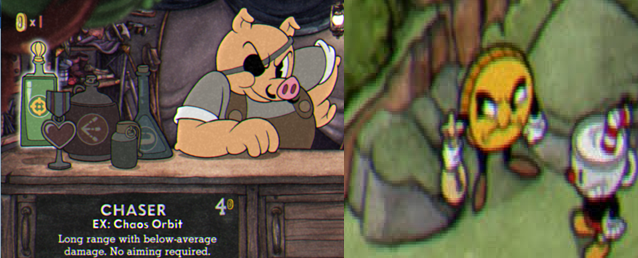 x1
CHASER
4
EX: Chaos Orbit
Long range with below-average
damage. No aiming required.